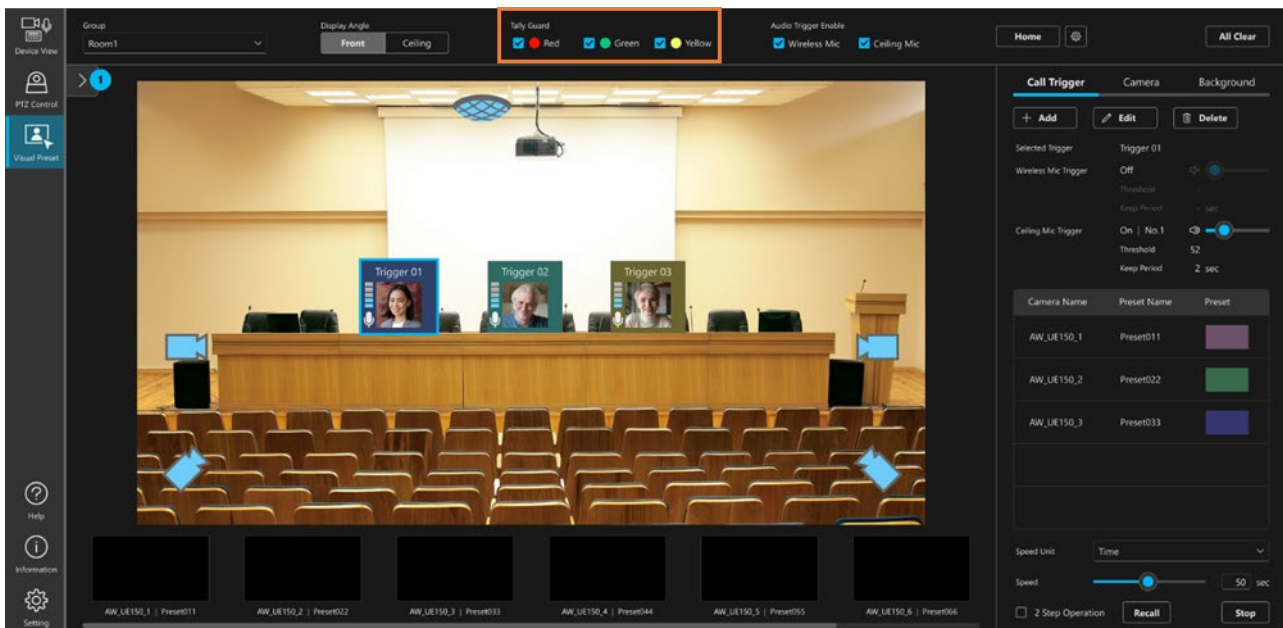 Device View
PTZ Control
Visual Preset
Help
Information
Setting
Group
Room1
Display Angle
Front Ceiling
Tally Guard
Red Green Yellow
Audio Trigger Enable
Wireless Mic Ceiling Mic
Home
All Clear
1
Trigger 01
Trigger 02
Trigger 03
AW_UE150_1 | Preset011
AW_UE150_2 | Preset022
AW_UE150_3 | Preset033
AW_UE150_4 | Preset044
AW_UE150_5 | Preset055
AW_UE150_6 | Preset066
Call Trigger Camera Background
+ Add Edit Delete
Selected Trigger Trigger 01
Wireless Mic Trigger Off
Threshold -
Keep Period - sec
Ceiling Mic Trigger On | No.1
Threshold 52
Keep Period 2 sec
Camera Name Preset Name Preset
AW_UE150_1 Preset011
AW_UE150_2 Preset022
AW_UE150_3 Preset033
Speed Unit Time
Speed 50 sec
2 Step Operation Recall Stop